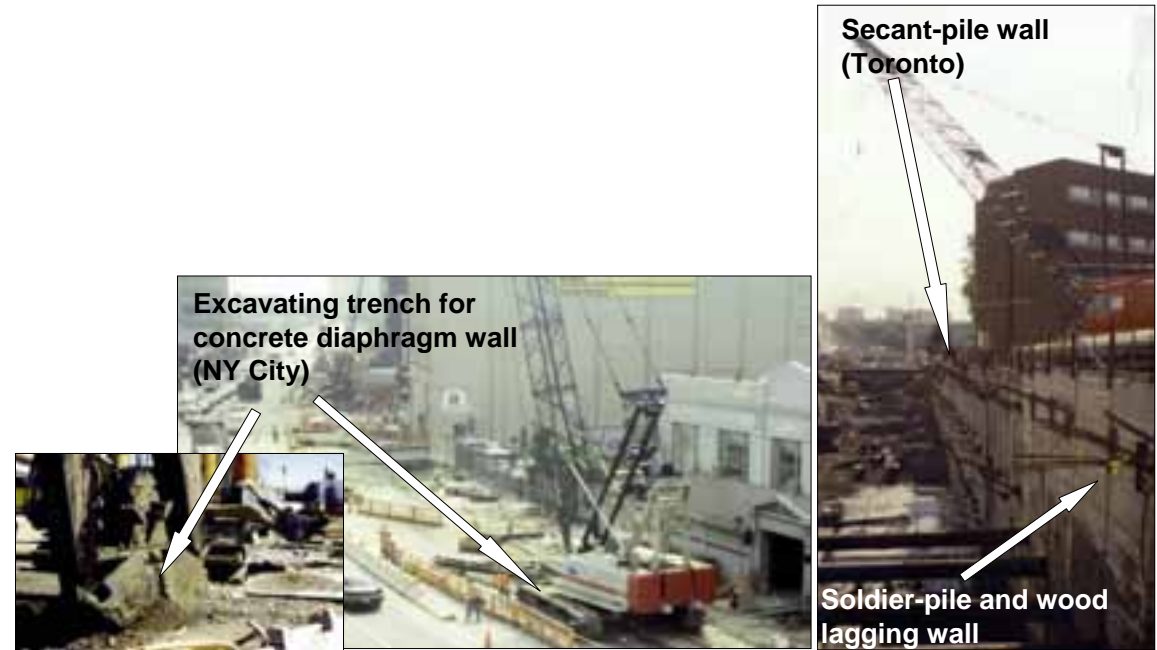 Secant-pile wall
(Toronto)
Excavating trench for
concrete diaphragm wall
(NY City)
Soldier-pile and wood
lagging wall